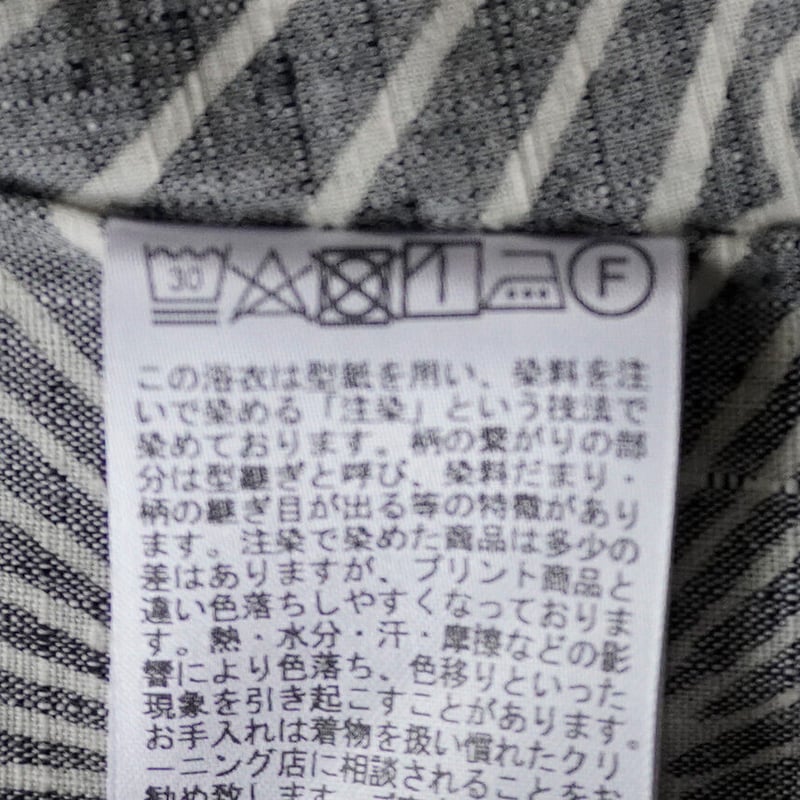 30 F
この浴衣は型紙を用い、染料を注
いで染める「注染」という技法で
染めております。柄の繋がりの部
分は型継ぎと呼び、染料だまり・
柄の継ぎ目が出る等の特徴があり
ます。注染で染めた商品は多少の
差はありますが、プリント商品と
違い色落ちしやすくなっておりま
す。熱・水分・汗・摩擦などの影
響により色落ち、色移りといった
現象を引き起こすことがあります。
お手入れは着物を扱い慣れたクリ
ーニング店に相談されることをお
勧め致します。